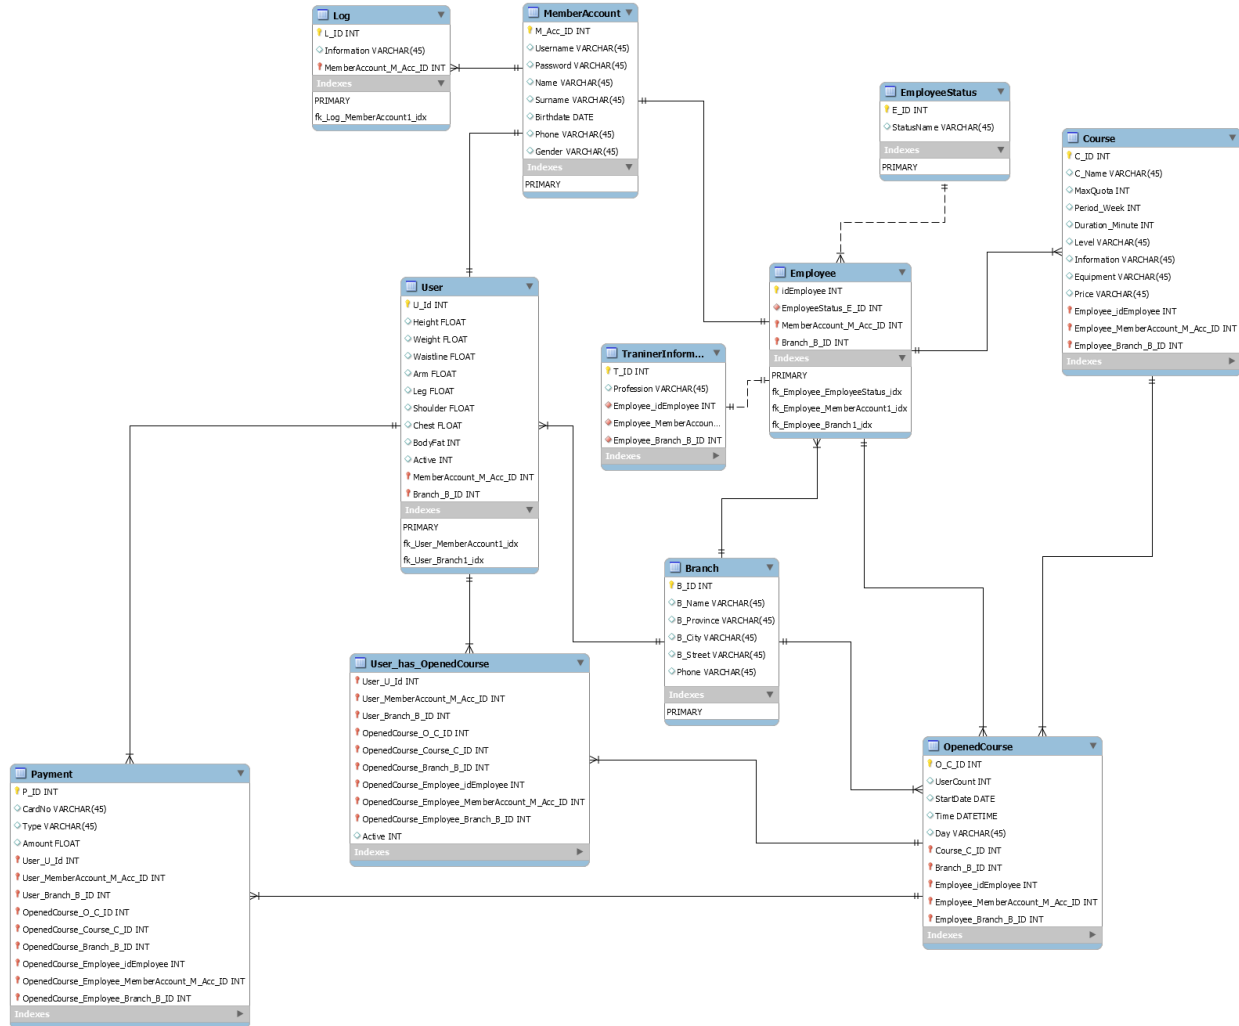 Log
L_ID INT
Information VARCHAR(45)
MemberAccount_M_Acc_ID INT
Indexes
PRIMARY
fk_Log_MemberAccount1_idx
MemberAccount
M_Acc_ID INT
Username VARCHAR(45)
Password VARCHAR(45)
Name VARCHAR(45)
Surname VARCHAR(45)
Birthdate DATE
Phone VARCHAR(45)
Gender VARCHAR(45)
Indexes
PRIMARY
EmployeeStatus
E_ID INT
StatusName VARCHAR(45)
Indexes
PRIMARY
Course
C_ID INT
C_Name VARCHAR(45)
MaxQuota INT
Period_Week INT
Duration_Minute INT
Level VARCHAR(45)
Information VARCHAR(45)
Equipment VARCHAR(45)
Price VARCHAR(45)
Employee_idEmployee INT
Employee_MemberAccount_M_Acc_ID INT
Employee_Branch_B_ID INT
Indexes
User
U_Id INT
Height FLOAT
Weight FLOAT
Waistline FLOAT
Arm FLOAT
Leg FLOAT
Shoulder FLOAT
Chest FLOAT
BodyFat INT
Active INT
MemberAccount_M_Acc_ID INT
Branch_B_ID INT
Indexes
PRIMARY
fk_User_MemberAccount1_idx
fk_User_Branch1_idx
Employee
idEmployee INT
EmployeeStatus_E_ID INT
MemberAccount_M_Acc_ID INT
Branch_B_ID INT
Indexes
PRIMARY
fk_Employee_EmployeeStatus_idx
fk_Employee_MemberAccount1_idx
fk_Employee_Branch1_idx
TraninerInform...
T_ID INT
Profession VARCHAR(45)
Employee_idEmployee INT
Employee_MemberAccoun...
Employee_Branch_B_ID INT
Indexes
Branch
B_ID INT
B_Name VARCHAR(45)
B_Province VARCHAR(45)
B_City VARCHAR(45)
B_Street VARCHAR(45)
Phone VARCHAR(45)
Indexes
PRIMARY
User_has_OpenedCourse
User_U_Id INT
User_MemberAccount_M_Acc_ID INT
User_Branch_B_ID INT
OpenedCourse_O_C_ID INT
OpenedCourse_Course_C_ID INT
OpenedCourse_Branch_B_ID INT
OpenedCourse_Employee_idEmployee INT
OpenedCourse_Employee_MemberAccount_M_Acc_ID INT
OpenedCourse_Employee_Branch_B_ID INT
Active INT
Indexes
OpenedCourse
O_C_ID INT
UserCount INT
StartDate DATE
Time DATETIME
Day VARCHAR(45)
Course_C_ID INT
Branch_B_ID INT
Employee_idEmployee INT
Employee_MemberAccount_M_Acc_ID INT
Employee_Branch_B_ID INT
Indexes
Payment
P_ID INT
CardNo VARCHAR(45)
Type VARCHAR(45)
Amount FLOAT
User_U_Id INT
User_MemberAccount_M_Acc_ID INT
User_Branch_B_ID INT
OpenedCourse_O_C_ID INT
OpenedCourse_Course_C_ID INT
OpenedCourse_Branch_B_ID INT
OpenedCourse_Employee_idEmployee INT
OpenedCourse_Employee_MemberAccount_M_Acc_ID INT
OpenedCourse_Employee_Branch_B_ID INT
Indexes